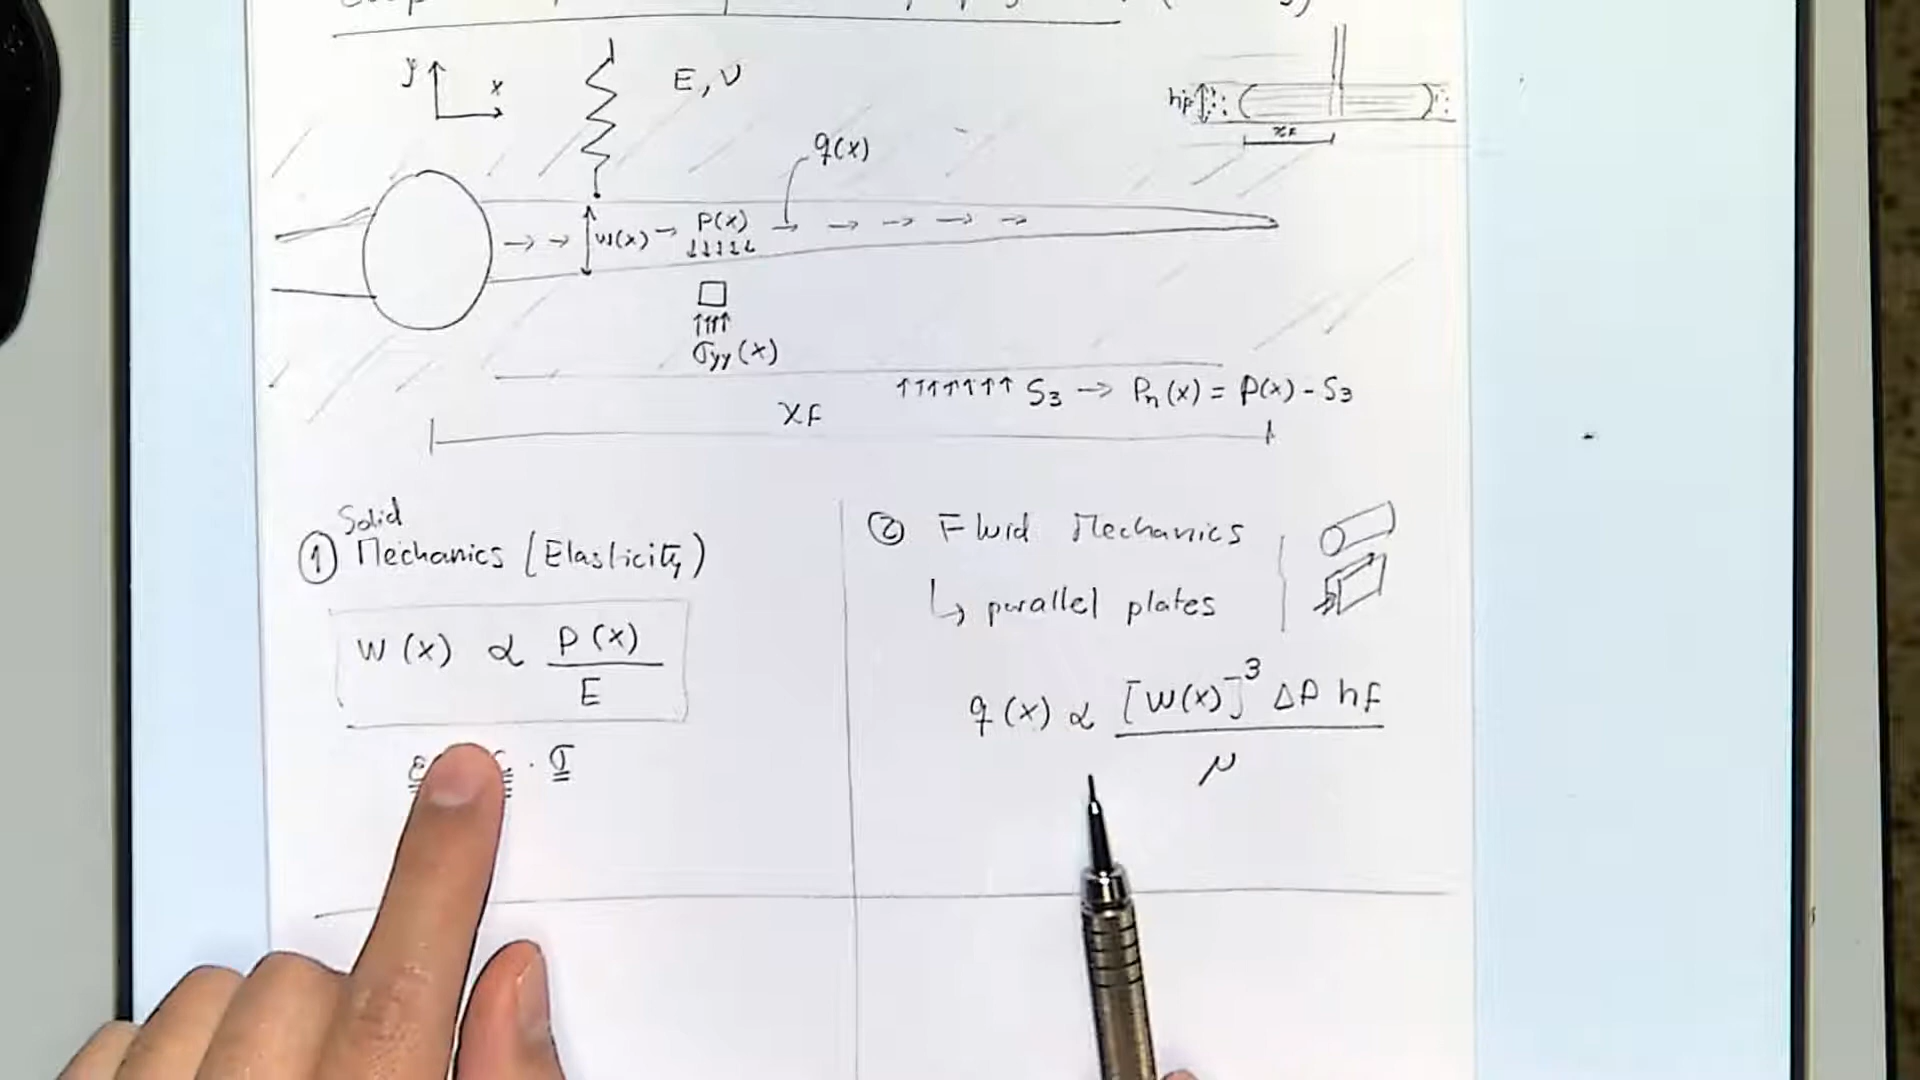 y x E, ν
hf
xf
q(x)
w(x) P(x)
σyy(x)
S3 → Pn(x) = P(x) - S3
xf
① Solid Mechanics [Elasticity)
w(x) ∝ P(x) / E
· σ
② Fluid Mechanics
↳ parallel plates
q(x) ∝ [w(x)]³ ΔP hf / μ